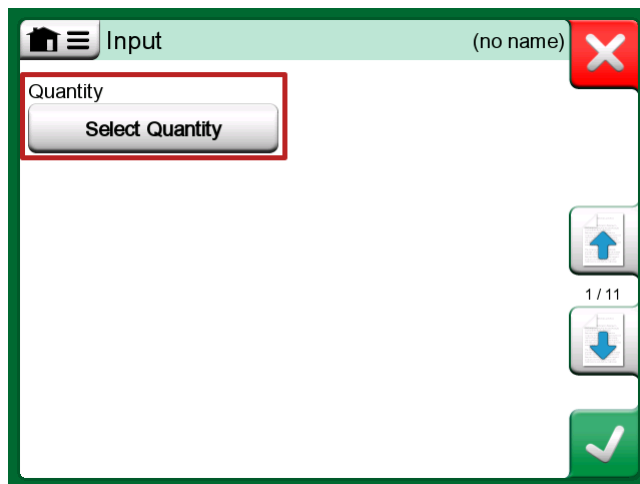 Input
(no name)
Quantity
Select Quantity
1 / 11